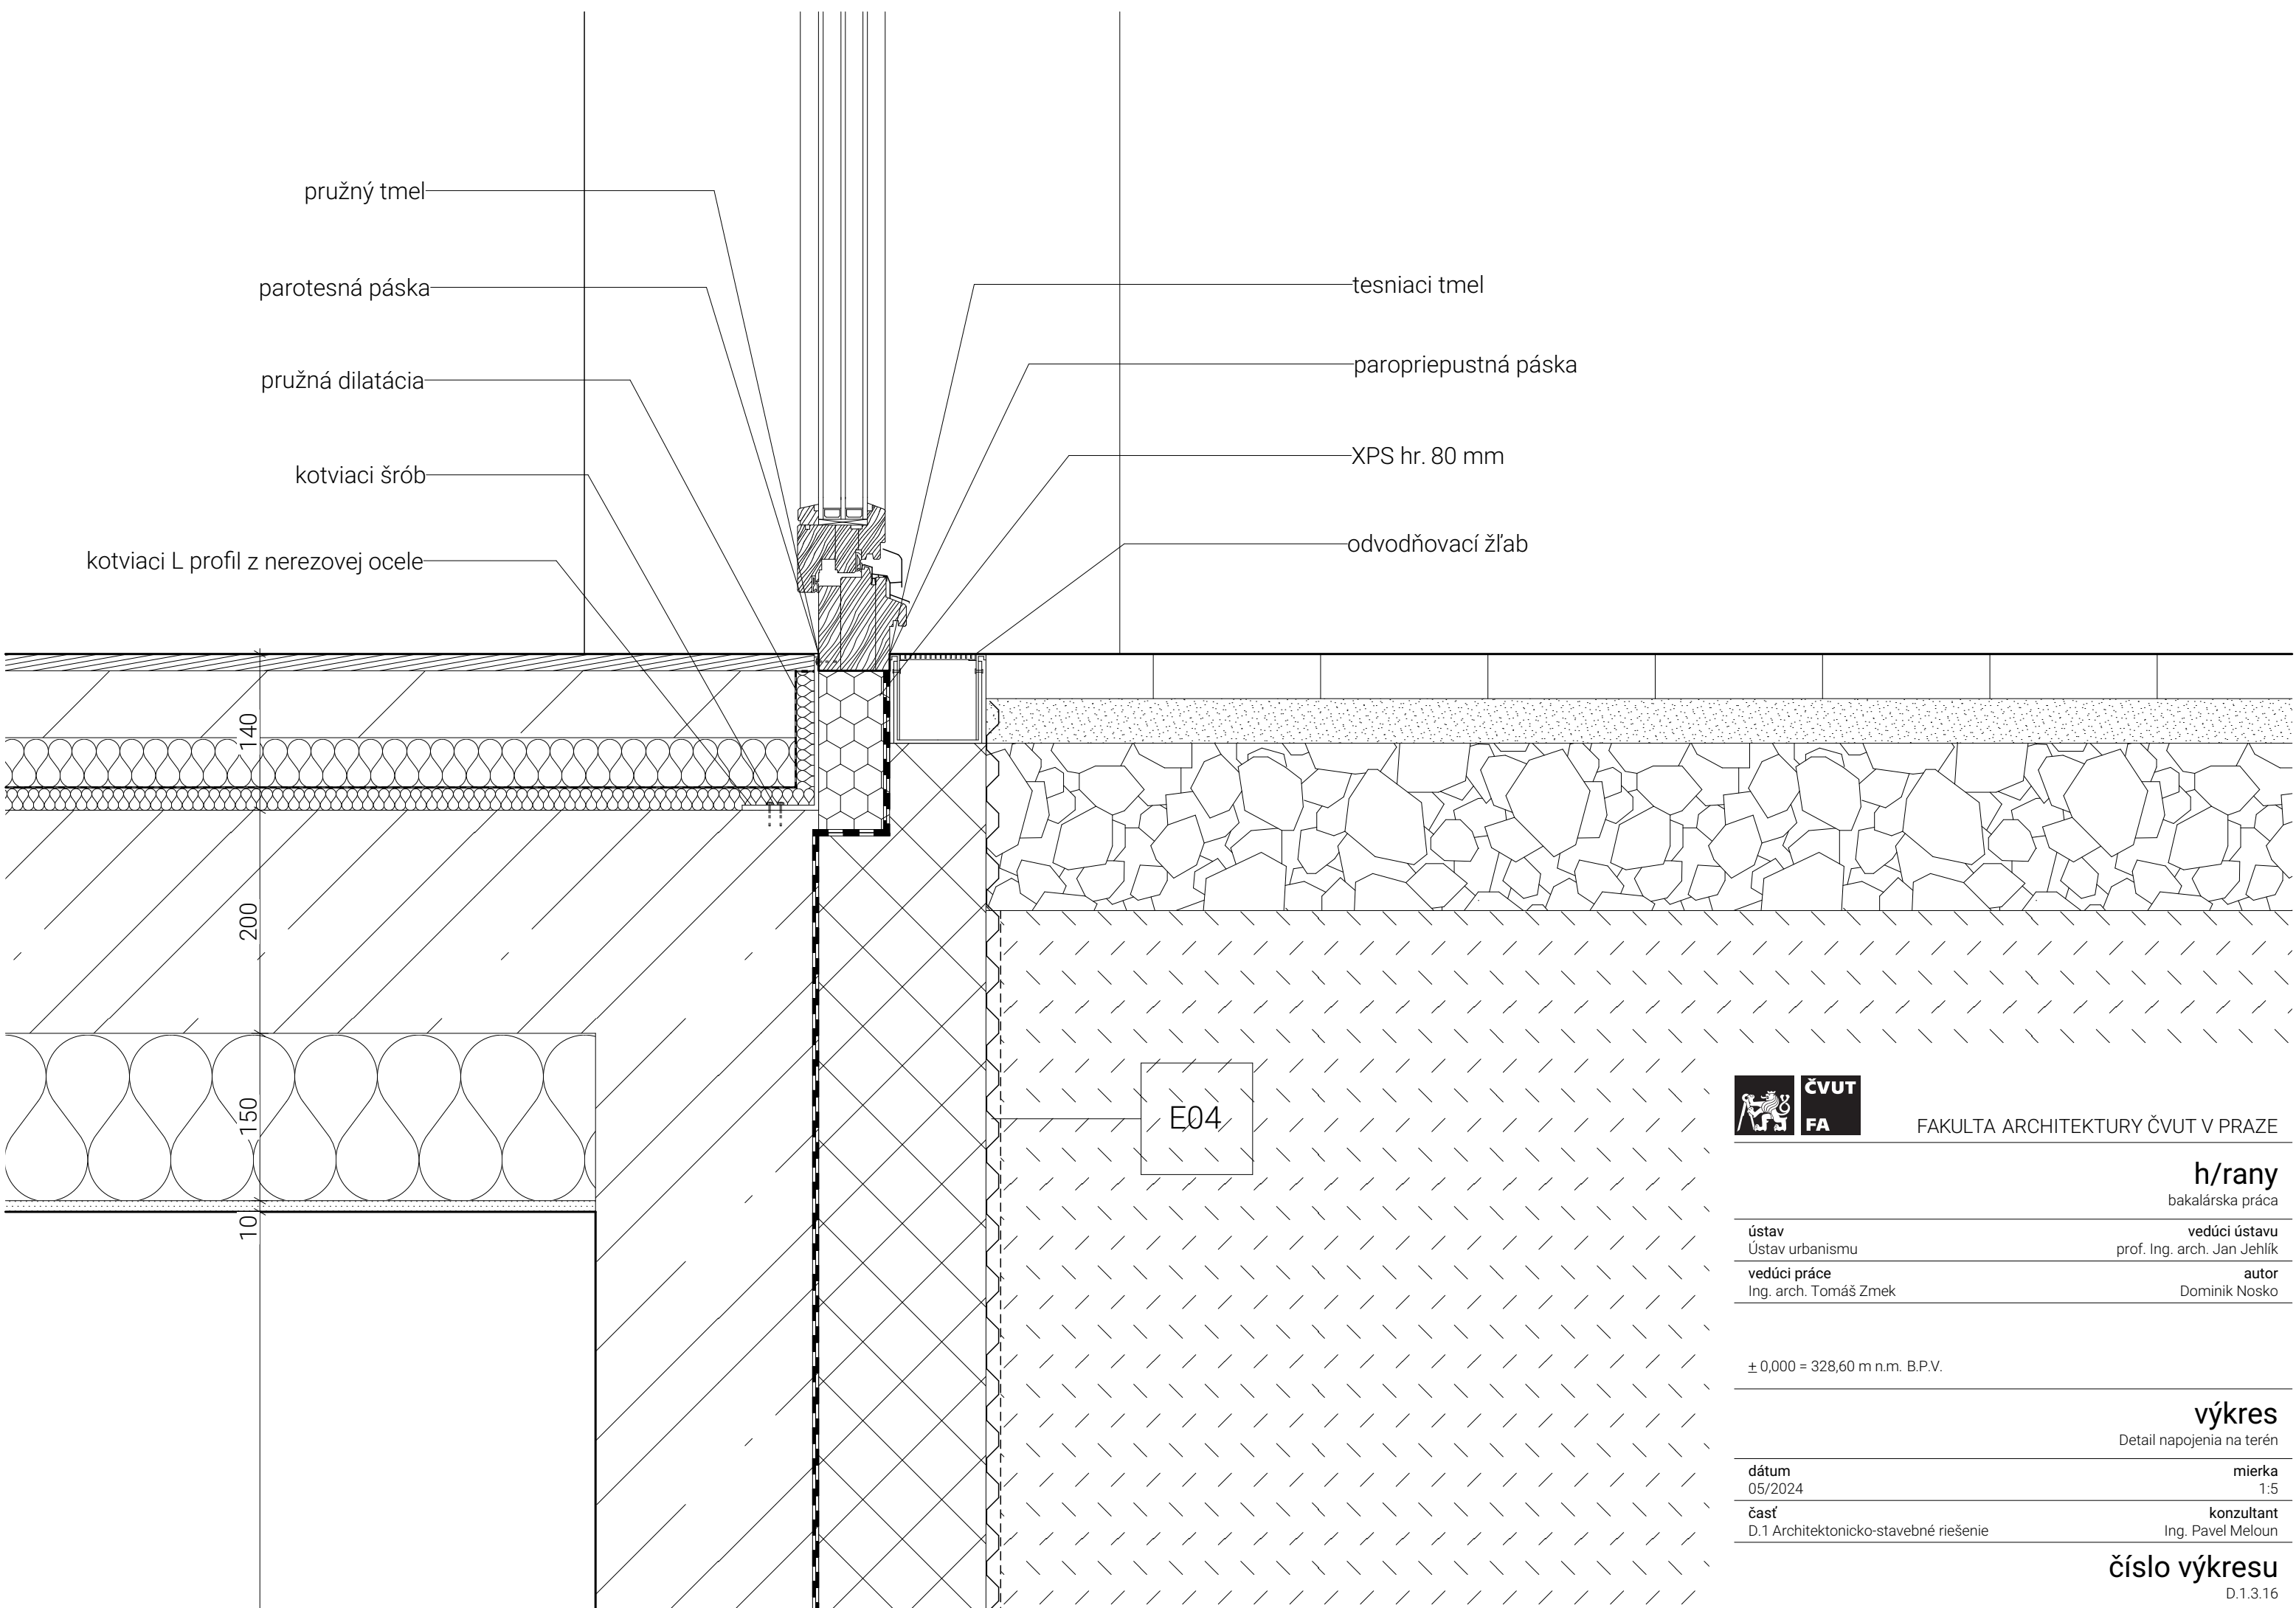 pružný tmel
parotesná páska
pružná dilatácia
kotviaci šrób
kotviaci L profil z nerezovej ocele
tesniaci tmel
paropriepustná páska
XPS hr. 80 mm
odvodňovací žľab
140
200
150
10
E04
ČVUT
FA
FAKULTA ARCHITEKTURY ČVUT V PRAZE
h/rany
bakalárska práca
ústav
Ústav urbanismu
vedúci ústavu
prof. Ing. arch. Jan Jehlík
vedúci práce
Ing. arch. Tomáš Zmek
autor
Dominik Nosko
± 0,000 = 328,60 m n.m. B.P.V.
výkres
Detail napojenia na terén
dátum
05/2024
mierka
1:5
časť
D.1 Architektonicko-stavebné riešenie
konzultant
Ing. Pavel Meloun
číslo výkresu
D.1.3.16